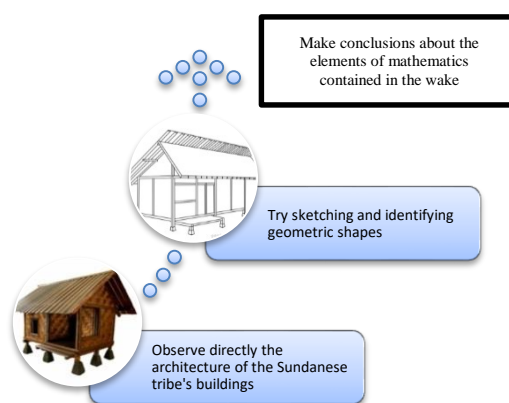 Make conclusions about the
elements of mathematics
contained in the wake
Try sketching and identifying
geometric shapes
Observe directly the
architecture of the Sundanese
tribe's buildings